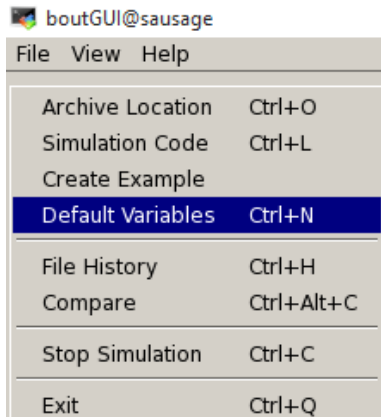 boutGUI@sausage
File View Help
Archive Location Ctrl+O
Simulation Code Ctrl+L
Create Example
Default Variables Ctrl+N
File History Ctrl+H
Compare Ctrl+Alt+C
Stop Simulation Ctrl+C
Exit Ctrl+Q